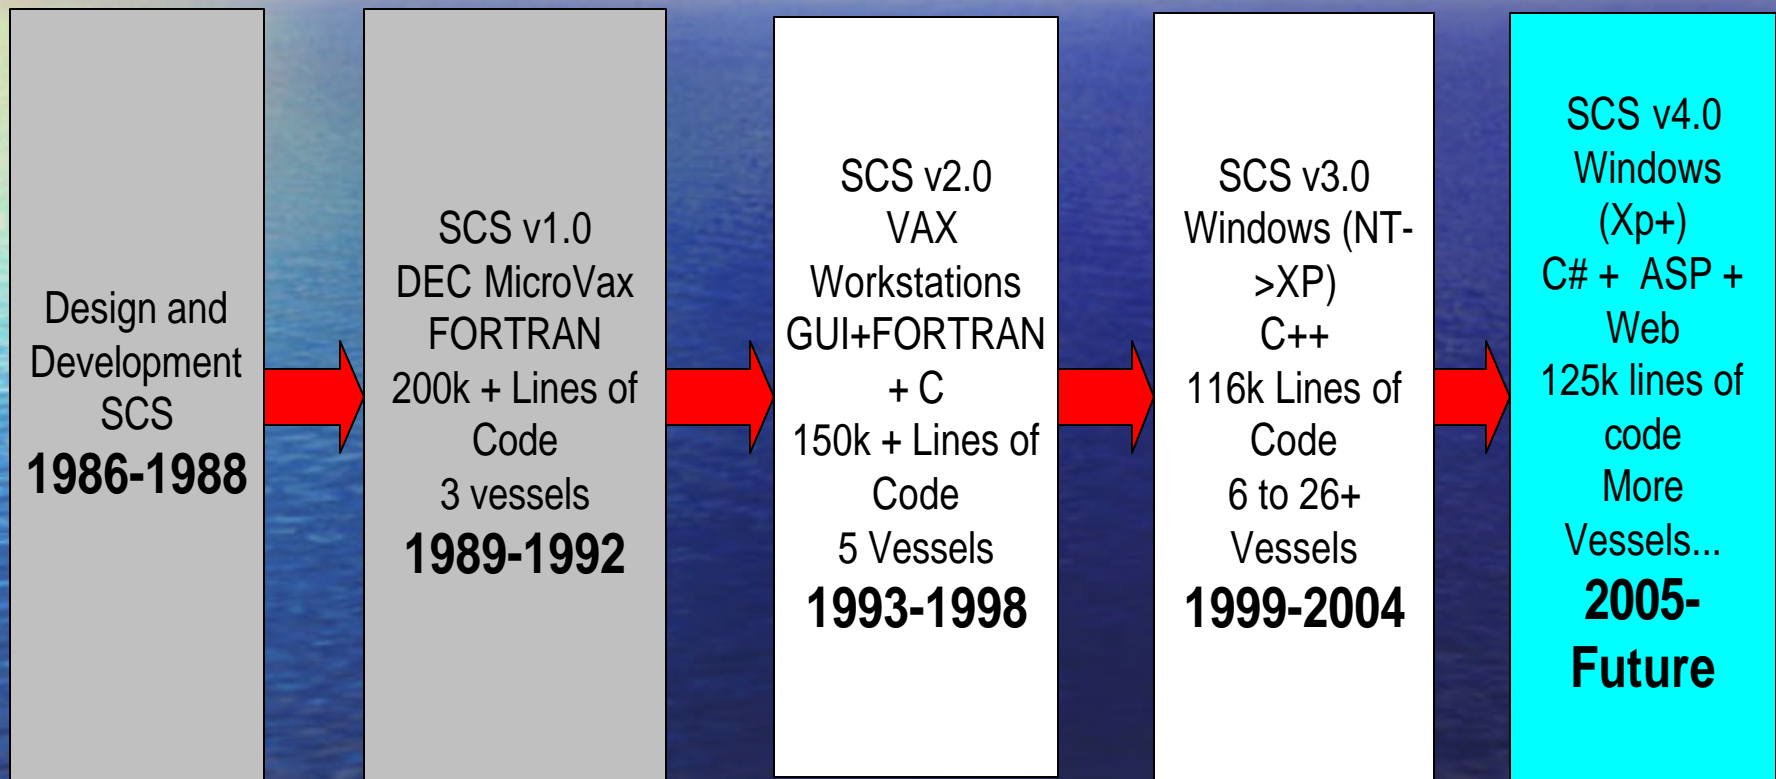 Design and
Development
SCS
1986-1988
SCS v1.0
DEC MicroVax
FORTRAN
200k + Lines of
Code
3 vessels
1989-1992
SCS v2.0
VAX
Workstations
GUI+FORTRAN
+ C
150k + Lines of
Code
5 Vessels
1993-1998
SCS v3.0
Windows (NT-
>XP)
C++
116k Lines of
Code
6 to 26+
Vessels
1999-2004
SCS v4.0
Windows
(Xp+)
C# + ASP +
Web
125k lines of
code
More
Vessels...
2005-
Future